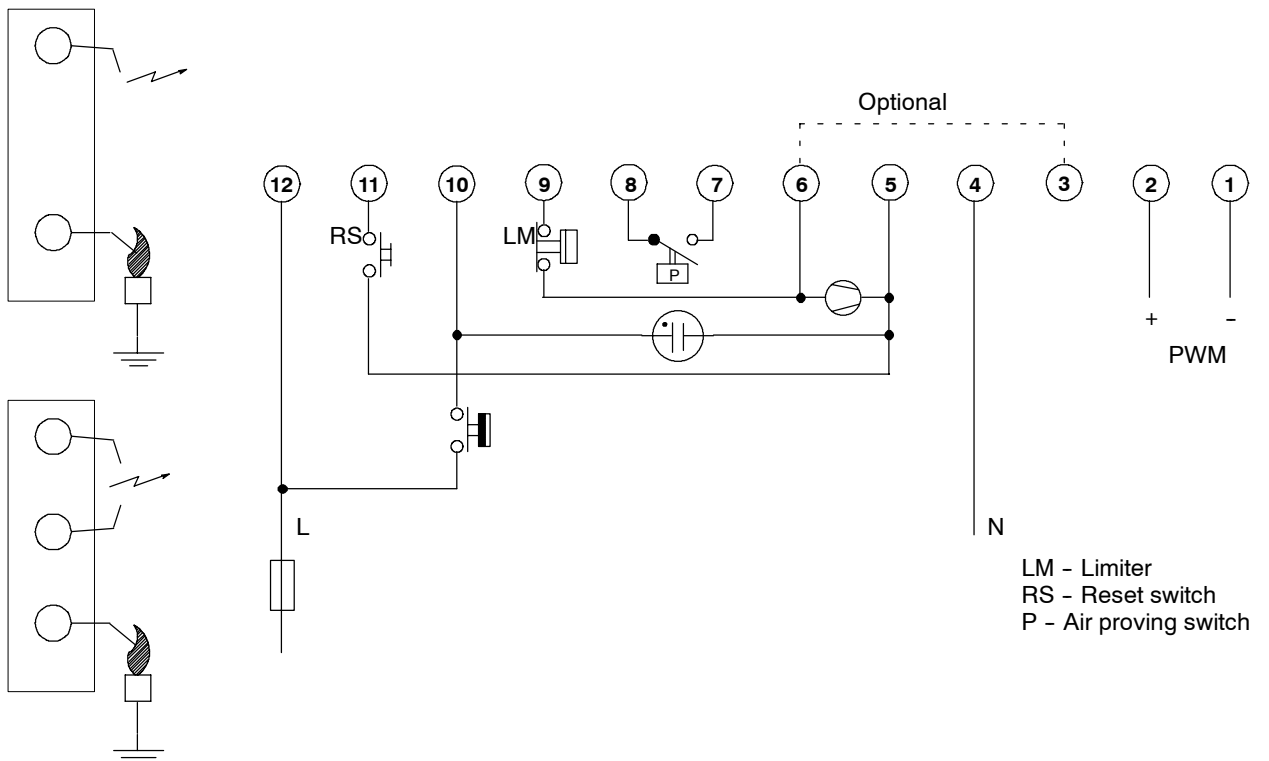 Optional
12 11 10 9 8 7 6 5 4 3 2 1
RS LM
P
+ -
PWM
L N
LM - Limiter
RS - Reset switch
P - Air proving switch